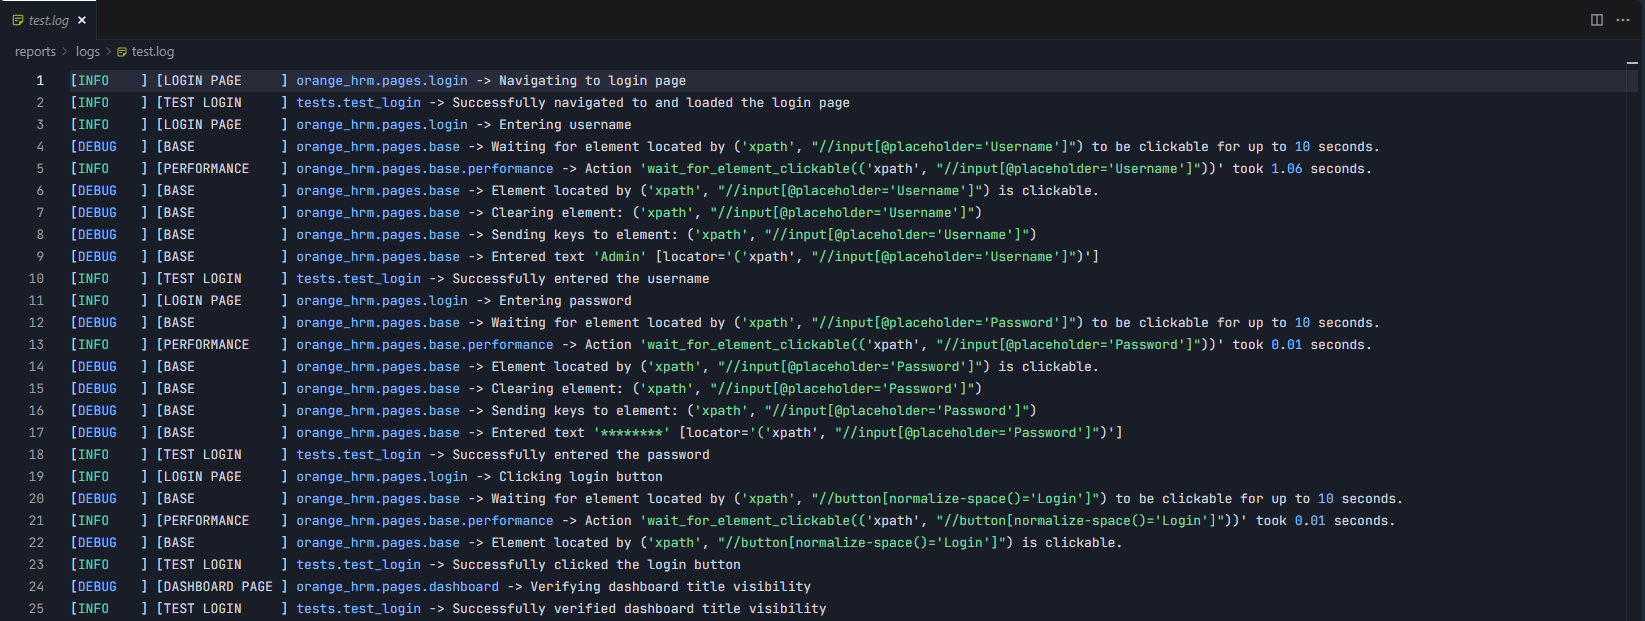 test.log
reports > logs > test.log
1 [INFO    ] [LOGIN PAGE     ] orange_hrm.pages.login -> Navigating to login page
2 [INFO    ] [TEST LOGIN     ] tests.test_login -> Successfully navigated to and loaded the login page
3 [INFO    ] [LOGIN PAGE     ] orange_hrm.pages.login -> Entering username
4 [DEBUG   ] [BASE           ] orange_hrm.pages.base -> Waiting for element located by ('xpath', "//input[@placeholder='Username']") to be clickable for up to 10 seconds.
5 [INFO    ] [PERFORMANCE    ] orange_hrm.pages.base.performance -> Action 'wait_for_element_clickable(('xpath', "//input[@placeholder='Username']"))' took 1.06 seconds.
6 [DEBUG   ] [BASE           ] orange_hrm.pages.base -> Element located by ('xpath', "//input[@placeholder='Username']") is clickable.
7 [DEBUG   ] [BASE           ] orange_hrm.pages.base -> Clearing element: ('xpath', "//input[@placeholder='Username']")
8 [DEBUG   ] [BASE           ] orange_hrm.pages.base -> Sending keys to element: ('xpath', "//input[@placeholder='Username']")
9 [DEBUG   ] [BASE           ] orange_hrm.pages.base -> Entered text 'Admin' [locator='('xpath', "//input[@placeholder='Username']")']
10 [INFO    ] [TEST LOGIN     ] tests.test_login -> Successfully entered the username
11 [INFO    ] [LOGIN PAGE     ] orange_hrm.pages.login -> Entering password
12 [DEBUG   ] [BASE           ] orange_hrm.pages.base -> Waiting for element located by ('xpath', "//input[@placeholder='Password']") to be clickable for up to 10 seconds.
13 [INFO    ] [PERFORMANCE    ] orange_hrm.pages.base.performance -> Action 'wait_for_element_clickable(('xpath', "//input[@placeholder='Password']"))' took 0.01 seconds.
14 [DEBUG   ] [BASE           ] orange_hrm.pages.base -> Element located by ('xpath', "//input[@placeholder='Password']") is clickable.
15 [DEBUG   ] [BASE           ] orange_hrm.pages.base -> Clearing element: ('xpath', "//input[@placeholder='Password']")
16 [DEBUG   ] [BASE           ] orange_hrm.pages.base -> Sending keys to element: ('xpath', "//input[@placeholder='Password']")
17 [DEBUG   ] [BASE           ] orange_hrm.pages.base -> Entered text '********' [locator='('xpath', "//input[@placeholder='Password']")']
18 [INFO    ] [TEST LOGIN     ] tests.test_login -> Successfully entered the password
19 [INFO    ] [LOGIN PAGE     ] orange_hrm.pages.login -> Clicking login button
20 [DEBUG   ] [BASE           ] orange_hrm.pages.base -> Waiting for element located by ('xpath', "//button[normalize-space()='Login']") to be clickable for up to 10 seconds.
21 [INFO    ] [PERFORMANCE    ] orange_hrm.pages.base.performance -> Action 'wait_for_element_clickable(('xpath', "//button[normalize-space()='Login']"))' took 0.01 seconds.
22 [DEBUG   ] [BASE           ] orange_hrm.pages.base -> Element located by ('xpath', "//button[normalize-space()='Login']") is clickable.
23 [INFO    ] [TEST LOGIN     ] tests.test_login -> Successfully clicked the login button
24 [DEBUG   ] [DASHBOARD PAGE ] orange_hrm.pages.dashboard -> Verifying dashboard title visibility
25 [INFO    ] [TEST LOGIN     ] tests.test_login -> Successfully verified dashboard title visibility